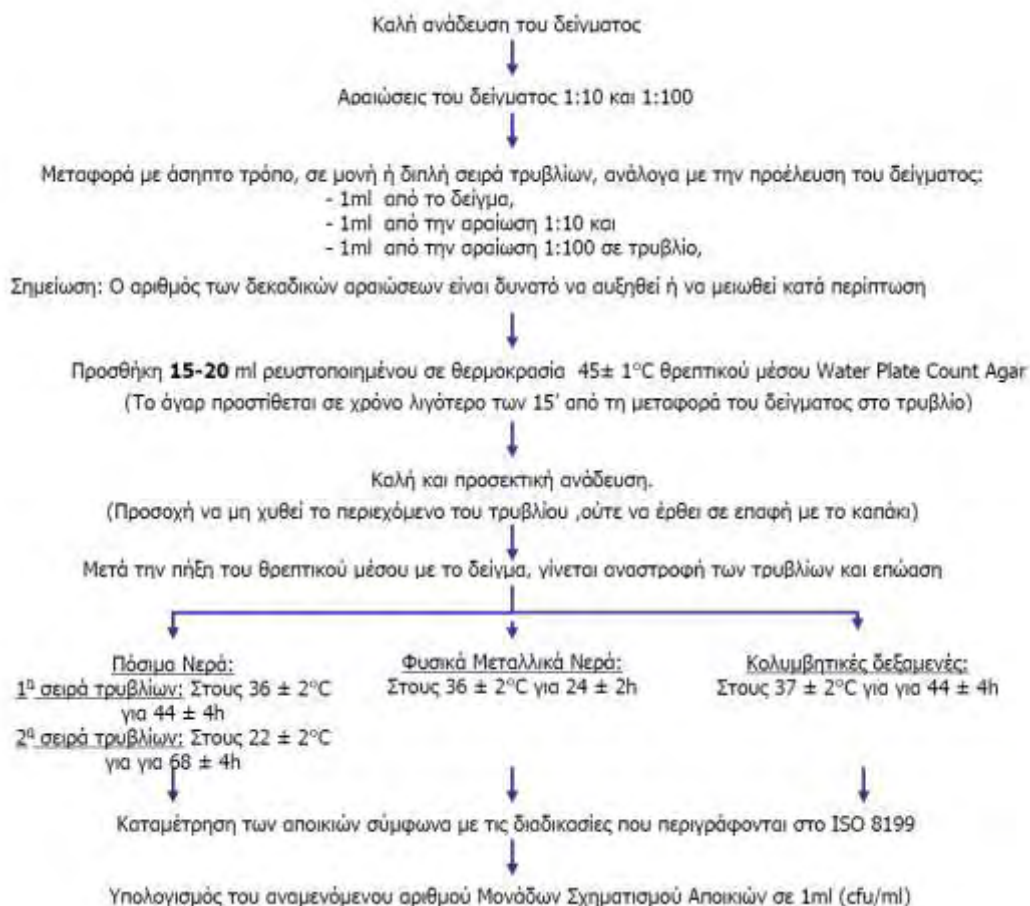 Καλή ανάδευση του δείγματος
Αραιώσεις του δείγματος 1:10 και 1:100
Μεταφορά με άσηπτο τρόπο, σε μονή ή διπλή σειρά τρυβλίων, ανάλογα με την προέλευση του δείγματος:
- 1ml από το δείγμα,
- 1ml από την αραίωση 1:10 και
- 1ml από την αραίωση 1:100 σε τρυβλίο,
Σημείωση: Ο αριθμός των δεκαδικών αραιώσεων είναι δυνατό να αυξηθεί ή να μειωθεί κατά περίπτωση
Προσθήκη 15-20 ml ρευστοποιημένου σε θερμοκρασία 45± 1°C θρεπτικού μέσου Water Plate Count Agar
(Το άγαρ προστίθεται σε χρόνο λιγότερο των 15' από τη μεταφορά του δείγματος στο τρυβλίο)
Καλή και προσεκτική ανάδευση.
(Προσοχή να μη χυθεί το περιεχόμενο του τρυβλίου ,ούτε να έρθει σε επαφή με το καπάκι)
Μετά την πήξη του θρεπτικού μέσου με το δείγμα, γίνεται αναστροφή των τρυβλίων και επώαση
Πόσιμα Νερά:
1η σειρά τρυβλίων: Στους 36 ± 2°C
για 44 ± 4h
2η σειρά τρυβλίων: Στους 22 ± 2°C
για για 68 ± 4h
Φυσικά Μεταλλικά Νερά:
Στους 36 ± 2°C για 24 ± 2h
Κολυμβητικές δεξαμενές:
Στους 37 ± 2°C για για 44 ± 4h
Καταμέτρηση των αποικιών σύμφωνα με τις διαδικασίες που περιγράφονται στο ISO 8199
Υπολογισμός του αναμενόμενου αριθμού Μονάδων Σχηματισμού Αποικιών σε 1ml (cfu/ml)